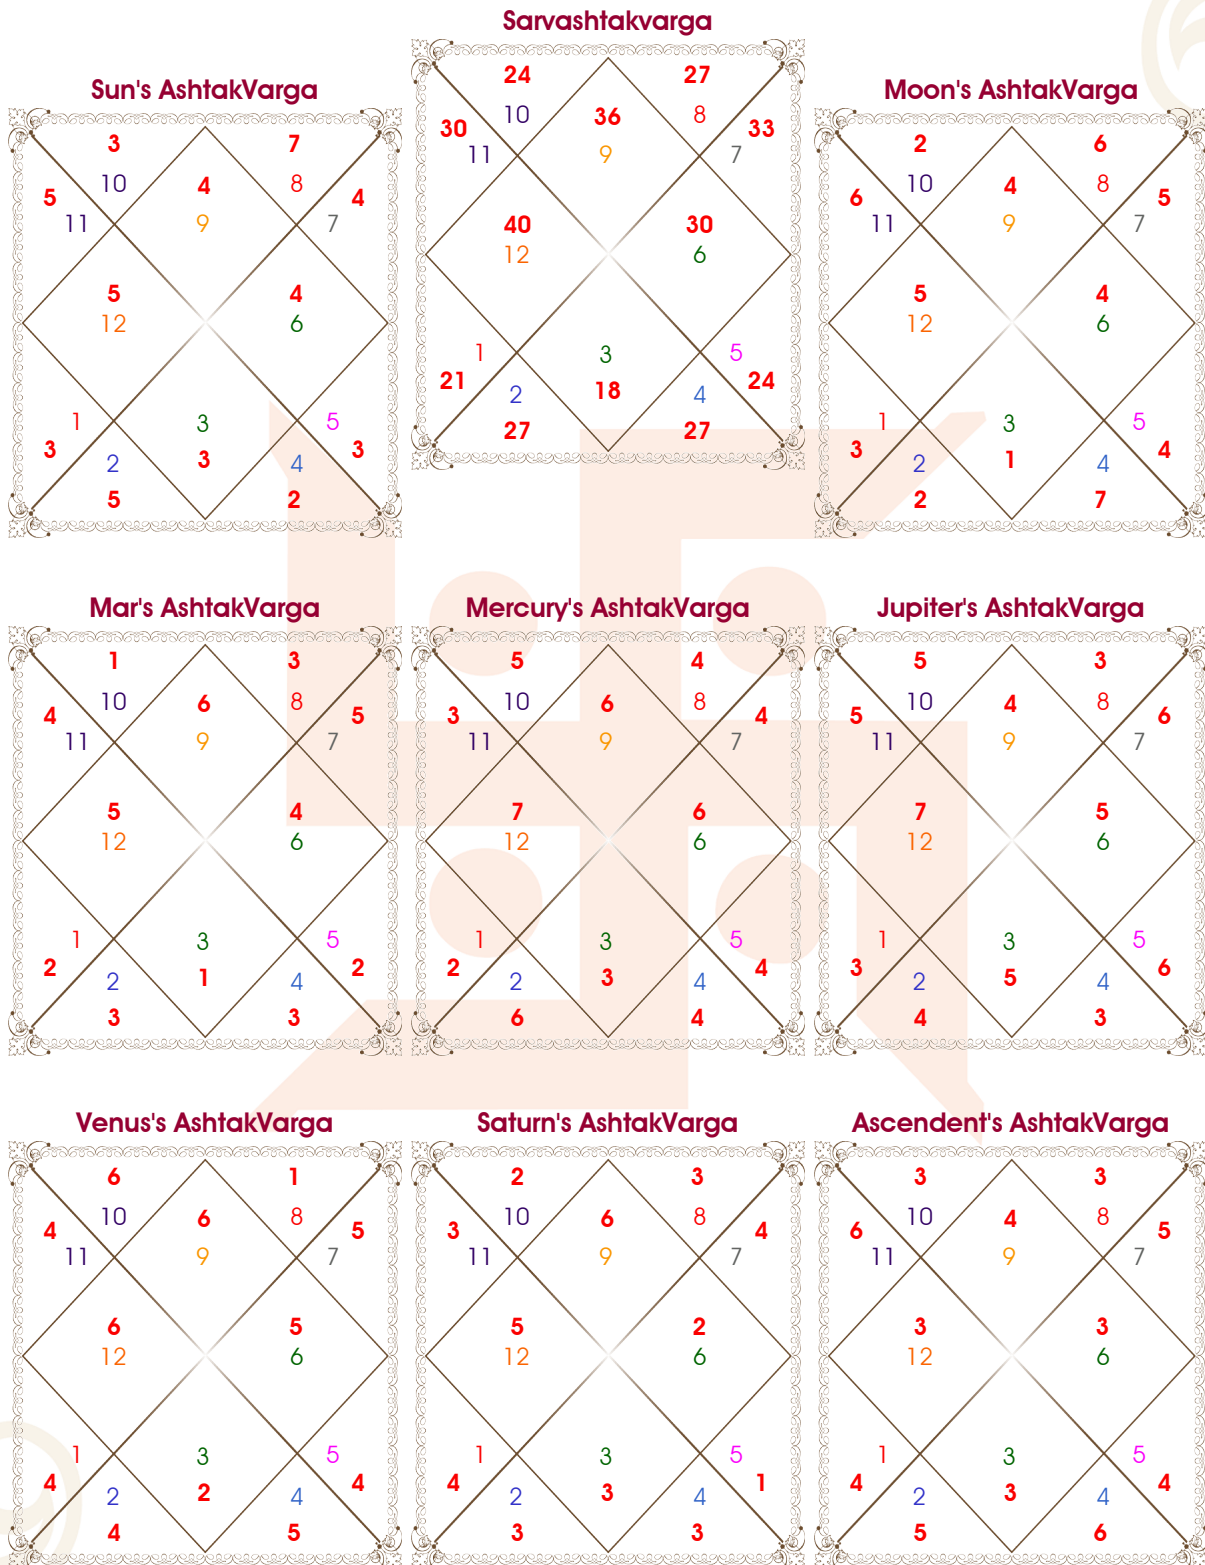 Sarvashtakvarga
24 27
10 36 8
30 33
11 9 7
40 30
12 6
1 3 5
21 18 24
2 4
27 27
Sun's AshtakVarga
3 7
10 4 8
5 4
11 9 7
5 4
12 6
1 3 5
3 3 3
2 4
5 2
Moon's AshtakVarga
2 6
10 4 8
6 5
11 9 7
5 4
12 6
1 3 5
3 1 4
2 4
2 7
Mar's AshtakVarga
1 3
10 6 8
4 5
11 9 7
5 4
12 6
1 3 5
2 1 2
2 4
3 3
Mercury's AshtakVarga
5 4
10 6 8
3 4
11 9 7
7 6
12 6
1 3 5
2 3 4
2 4
6 4
Jupiter's AshtakVarga
5 3
10 4 8
5 6
11 9 7
7 5
12 6
1 3 5
3 5 6
2 4
4 3
Venus's AshtakVarga
6 1
10 6 8
4 5
11 9 7
6 5
12 6
1 3 5
4 2 4
2 4
4 5
Saturn's AshtakVarga
2 3
10 6 8
3 4
11 9 7
5 2
12 6
1 3 5
4 3 1
2 4
3 3
Ascendent's AshtakVarga
3 3
10 4 8
6 5
11 9 7
3 3
12 6
1 3 5
4 3 4
2 4
5 6